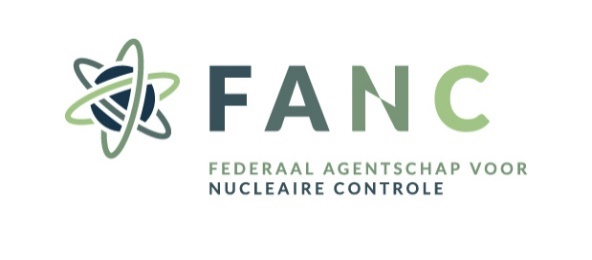 FANC
FEDERAAL AGENTSCHAP VOOR
NUCLEAIRE CONTROLE